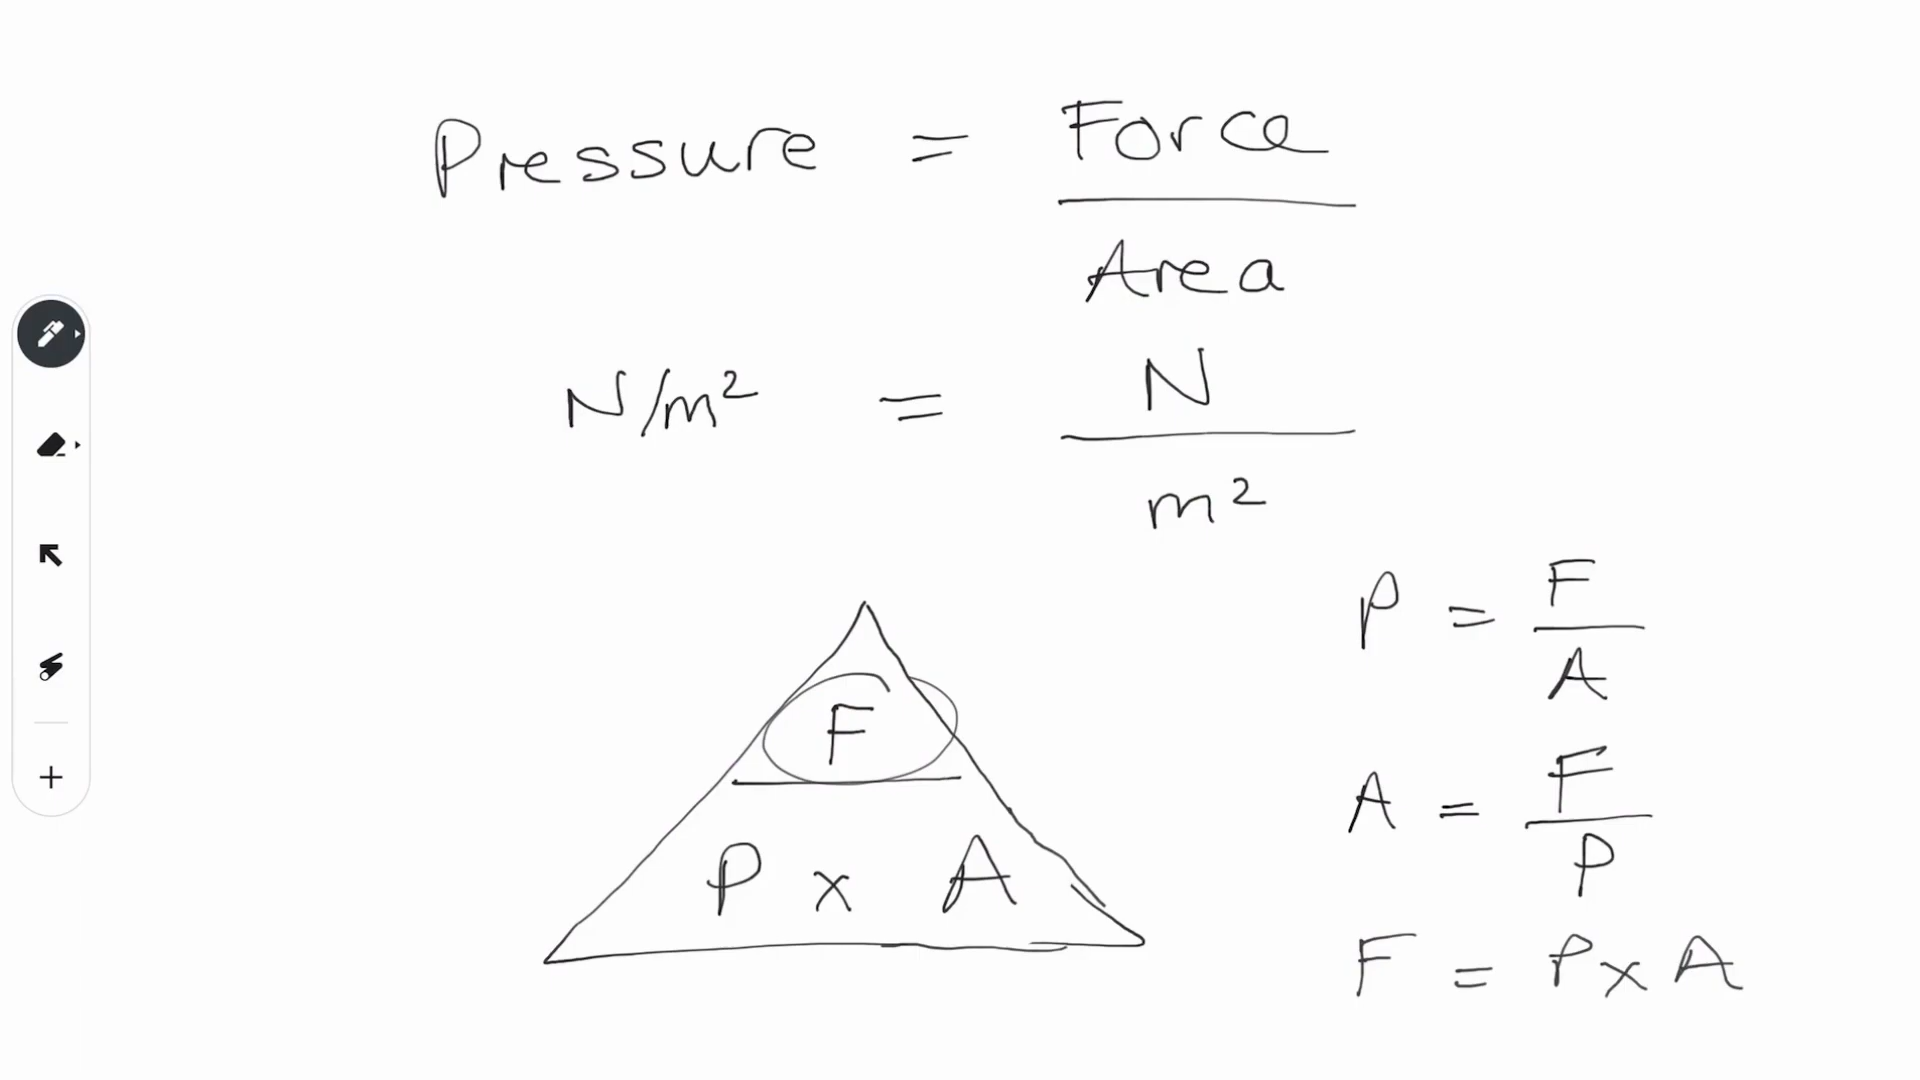 Pressure = Force
Area
N/m² = N
m²
F
P x A
P = F
A
A = F
P
F = P x A